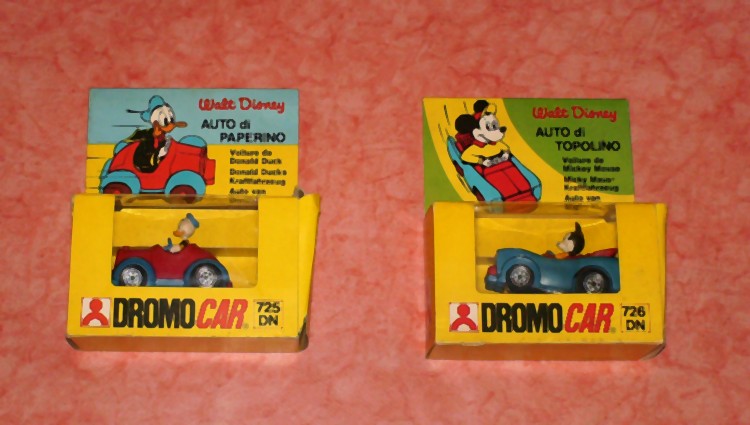 Walt Disney
AUTO di
PAPERINO
Voiture de
Donald Duck
Donald Ducks
Kraftfahrzeug
Auto van
DROMOCAR
725
DN
Walt Disney
AUTO di
TOPOLINO
Voiture de
Mickey Mouse
Micky Maus-
Kraftfahrzeug
Auto van
DROMOCAR
726
DN